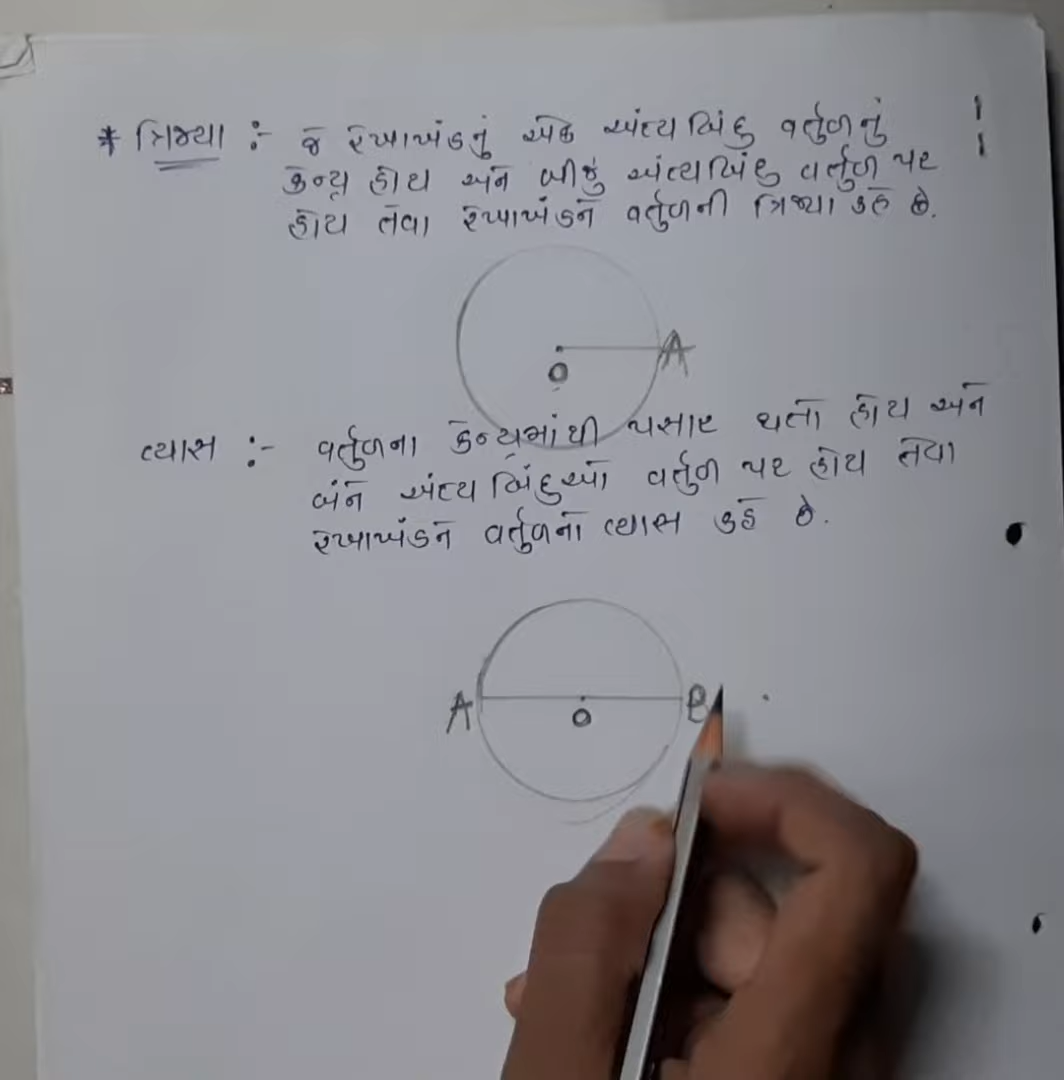 * ત્રિજ્યા :- જે રેખાખંડનું એક અંત્યબિંદુ વર્તુળનું
કેન્દ્ર હોય અને બીજું અંત્યબિંદુ વર્તુળ પર
હોય તેવા રેખાખંડને વર્તુળની ત્રિજ્યા કહે છે.
A
O
વ્યાસ :- વર્તુળના કેન્દ્રમાંથી પસાર થતો હોય અને
બંને અંત્યબિંદુઓ વર્તુળ પર હોય તેવા
રેખાખંડને વર્તુળનો વ્યાસ કહે છે.
A O B